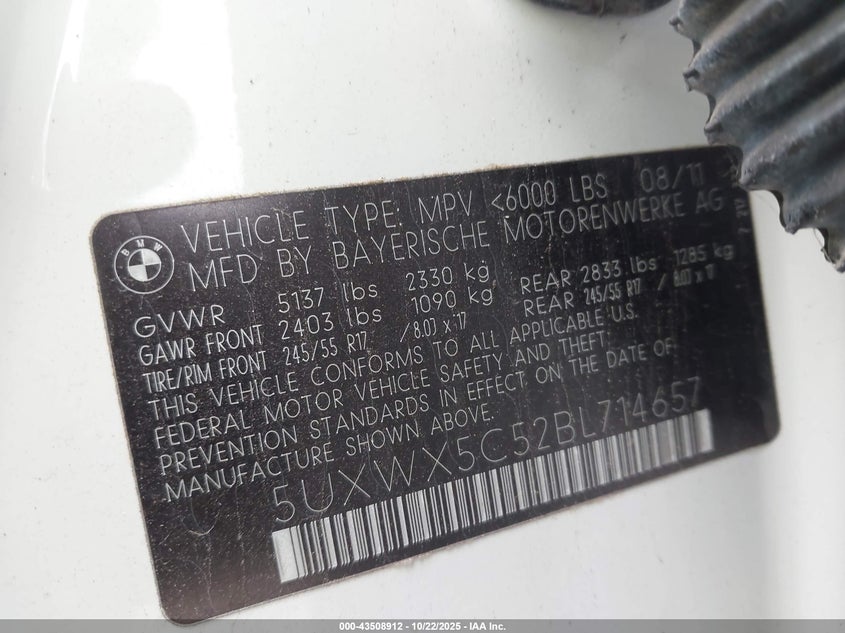 BMW
VEHICLE TYPE: MPV <6000 LBS 08/11
MFD BY BAYERISCHE MOTORENWERKE AG
GVWR 5137 lbs 2330 kg
GAWR FRONT 2403 lbs 1090 kg REAR 2833 lbs 1285 kg
TIRE/RIM FRONT 245/55 R17 /8.0J x 17 REAR 245/55 R17 / 8.0J x 17
THIS VEHICLE CONFORMS TO ALL APPLICABLE U.S.
FEDERAL MOTOR VEHICLE SAFETY AND THEFT
PREVENTION STANDARDS IN EFFECT ON THE DATE OF
MANUFACTURE SHOWN ABOVE.
5UXWX5C52BL714657
000-43508912 - 10/22/2025 - IAA Inc.